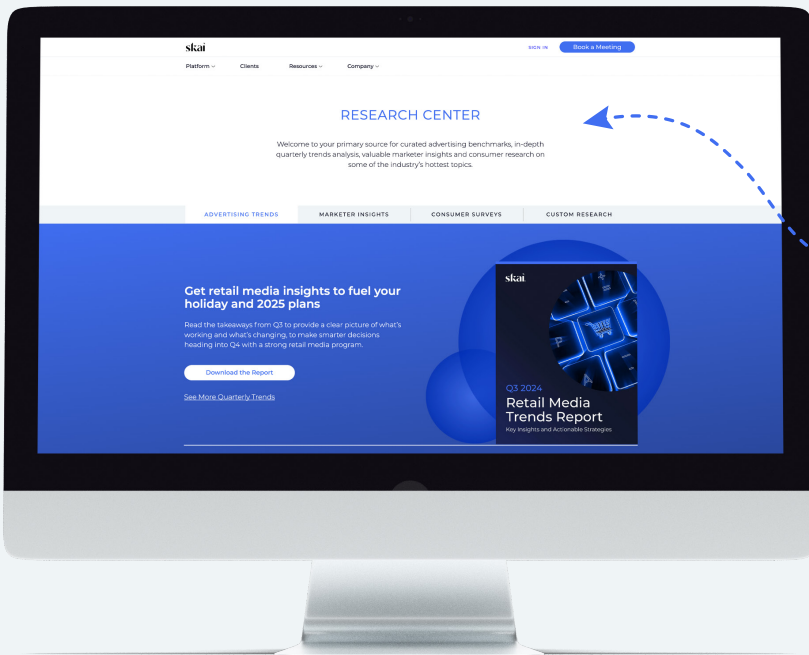 skai
SIGN IN
Book a Meeting
Platform
Clients
Resources
Company
RESEARCH CENTER
Welcome to your primary source for curated advertising benchmarks, in-depth
quarterly trends analysis, valuable marketer insights and consumer research on
some of the industry's hottest topics.
ADVERTISING TRENDS
MARKETER INSIGHTS
CONSUMER SURVEYS
CUSTOM RESEARCH
Get retail media insights to fuel your
holiday and 2025 plans
Read the takeaways from Q3 to provide a clear picture of what's
working and what's changing, to make smarter decisions
heading into Q4 with a strong retail media program.
Download the Report
See More Quarterly Trends
skai
P
A
Q3 2024
Retail Media
Trends Report
Key Insights and Actionable Strategies